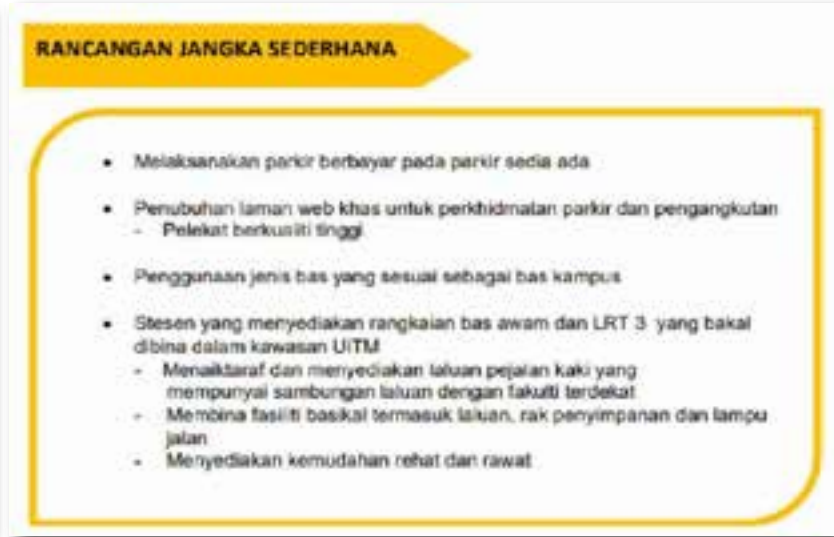 RANCANGAN JANGKA SEDERHANA
• Melaksanakan parkir berbayar pada parkir sedia ada
• Penubuhan laman web khas untuk perkhidmatan parkir dan pengangkutan
- Pelekat berkualiti tinggi
• Penggunaan jenis bas yang sesuai sebagai bas kampus
• Stesen yang menyediakan rangkaian bas awam dan LRT 3 yang bakal
dibina dalam kawasan UiTM
- Menaiktaraf dan menyediakan laluan pejalan kaki yang
mempunyai sambungan laluan dengan fakulti terdekat
- Membina fasiliti basikal termasuk laluan, rak penyimpanan dan lampu
jalan
- Menyediakan kemudahan rehat dan rawat